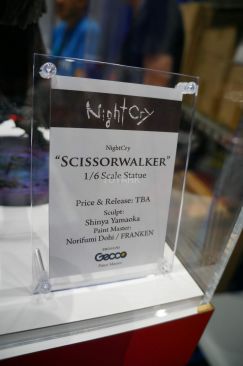 NightCry
NightCry
"SCISSORWALKER"
1/6 Scale Statue
Price & Release: TBA
Sculpt:
Shinya Yamaoka
Paint Master:
Norifumi Dohi / FRANKEN
Gecco